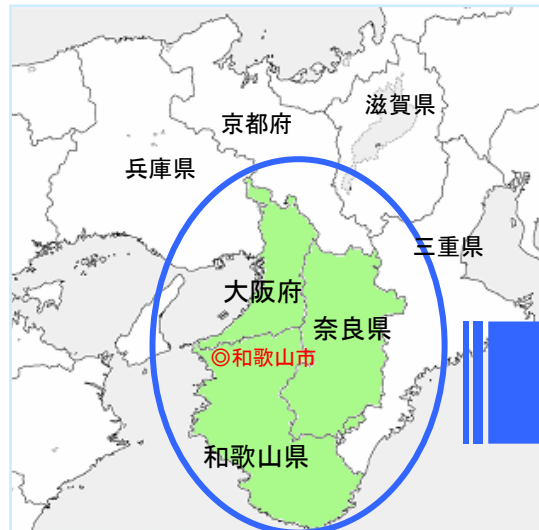 滋賀県
京都府
兵庫県
三重県
大阪府
奈良県
◎和歌山市
和歌山県